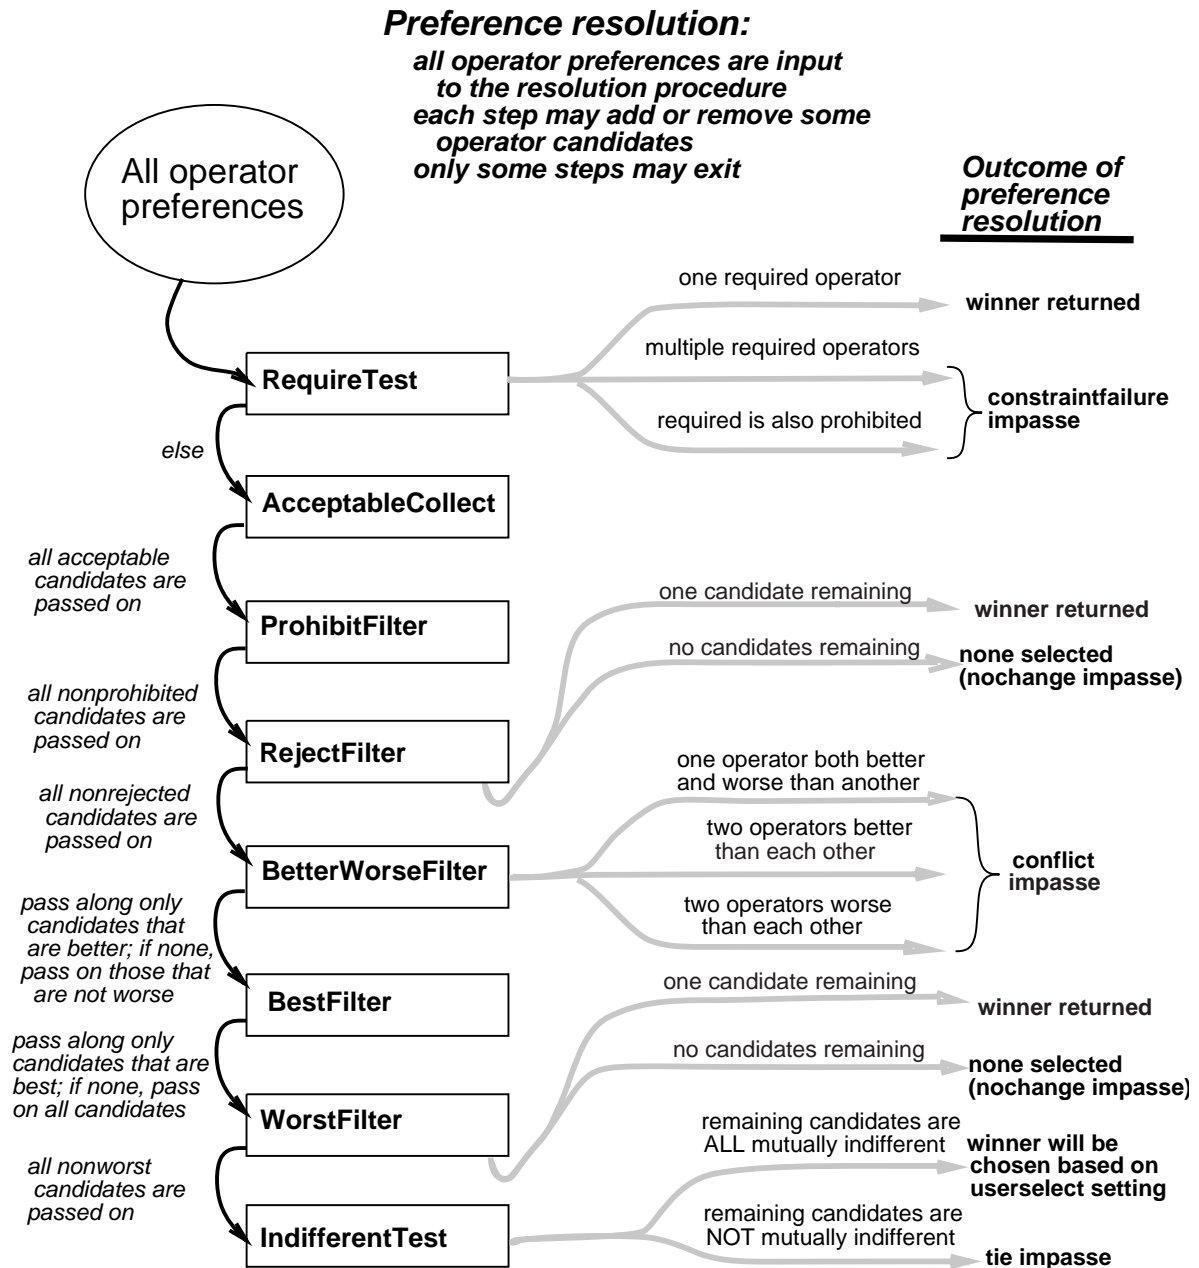 Preference resolution:
all operator preferences are input
to the resolution procedure
each step may add or remove some
operator candidates
only some steps may exit
Outcome of
preference
resolution
All operator
preferences
one required operator
winner returned
multiple required operators
RequireTest
constraintfailure
impasse
required is also prohibited
else
AcceptableCollect
all acceptable
candidates are
passed on
one candidate remaining
winner returned
ProhibitFilter
no candidates remaining
none selected
(nochange impasse)
all nonprohibited
candidates are
passed on
RejectFilter
one operator both better
and worse than another
all nonrejected
candidates are
passed on
two operators better
than each other
BetterWorseFilter
conflict
impasse
two operators worse
than each other
pass along only
candidates that
are better; if none,
pass on those that
are not worse
one candidate remaining
winner returned
BestFilter
no candidates remaining
none selected
(nochange impasse)
pass along only
candidates that are
best; if none, pass
on all candidates
WorstFilter
remaining candidates are
ALL mutually indifferent
winner will be
chosen based on
userselect setting
all nonworst
candidates are
passed on
remaining candidates are
NOT mutually indifferent
IndifferentTest
tie impasse